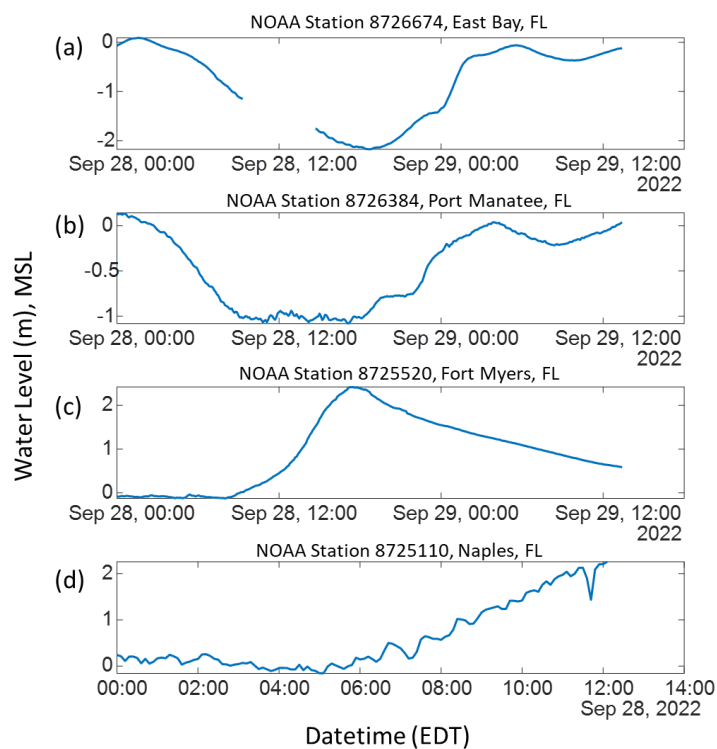 NOAA Station 8726674, East Bay, FL
(a)
0
-1
-2
Sep 28, 00:00 Sep 28, 12:00 Sep 29, 00:00 Sep 29, 12:00
2022
NOAA Station 8726384, Port Manatee, FL
(b)
0
-0.5
-1
Sep 28, 00:00 Sep 28, 12:00 Sep 29, 00:00 Sep 29, 12:00
2022
Water Level (m), MSL
NOAA Station 8725520, Fort Myers, FL
(c)
2
1
0
Sep 28, 00:00 Sep 28, 12:00 Sep 29, 00:00 Sep 29, 12:00
2022
NOAA Station 8725110, Naples, FL
(d)
2
1
0
00:00 02:00 04:00 06:00 08:00 10:00 12:00 14:00
Sep 28, 2022
Datetime (EDT)